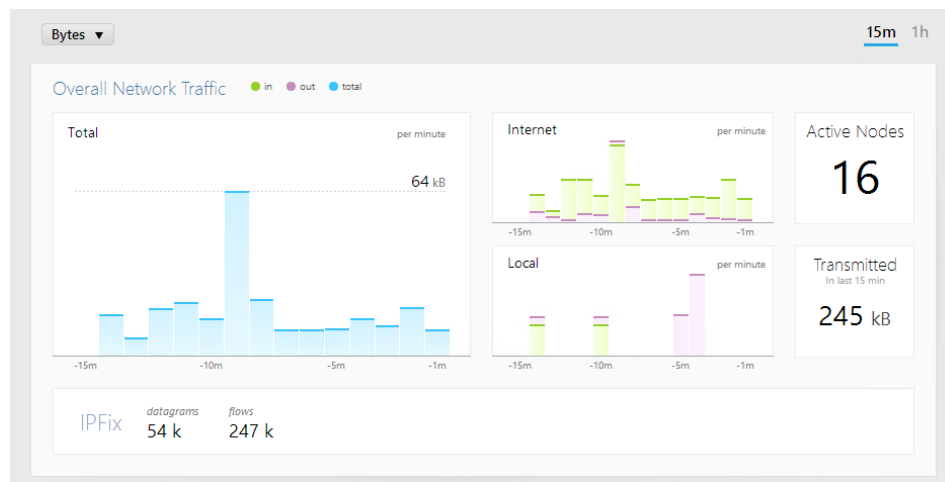 Bytes ▼
15m 1h
Overall Network Traffic in out total
Total per minute
64 kB
-15m -10m -5m -1m
Internet per minute
-15m -10m -5m -1m
Active Nodes
16
Local per minute
-15m -10m -5m -1m
Transmitted
In last 15 min
245 kB
IPFix
datagrams flows
54 k 247 k